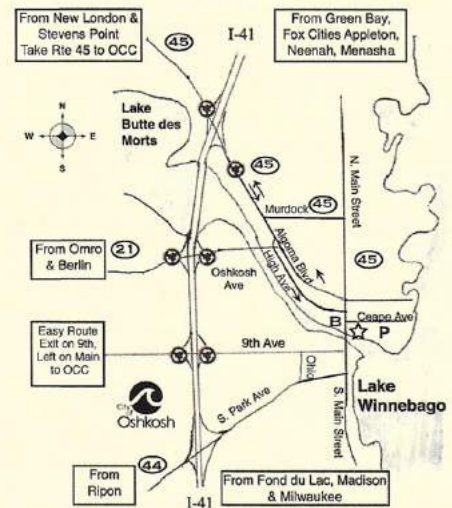 From New London &
Stevens Point
Take Rte 45 to OCC
I-41
From Green Bay,
Fox Cities Appleton,
Neenah, Menasha
45
N
W
E
S
Lake
Butte des
Morts
45
N. Main Street
Murdock
45
45
From Omro
& Berlin
21
Oshkosh
Ave
High Ave.
Algoma Blvd
Ceape Ave
B
P
Easy Route
Exit on 9th,
Left on Main
to OCC
9th Ave
Ohio
S. Park Ave
S. Main Street
Lake
Winnebago
Oshkosh
From
Ripon
44
I-41
From Fond du Lac, Madison
& Milwaukee